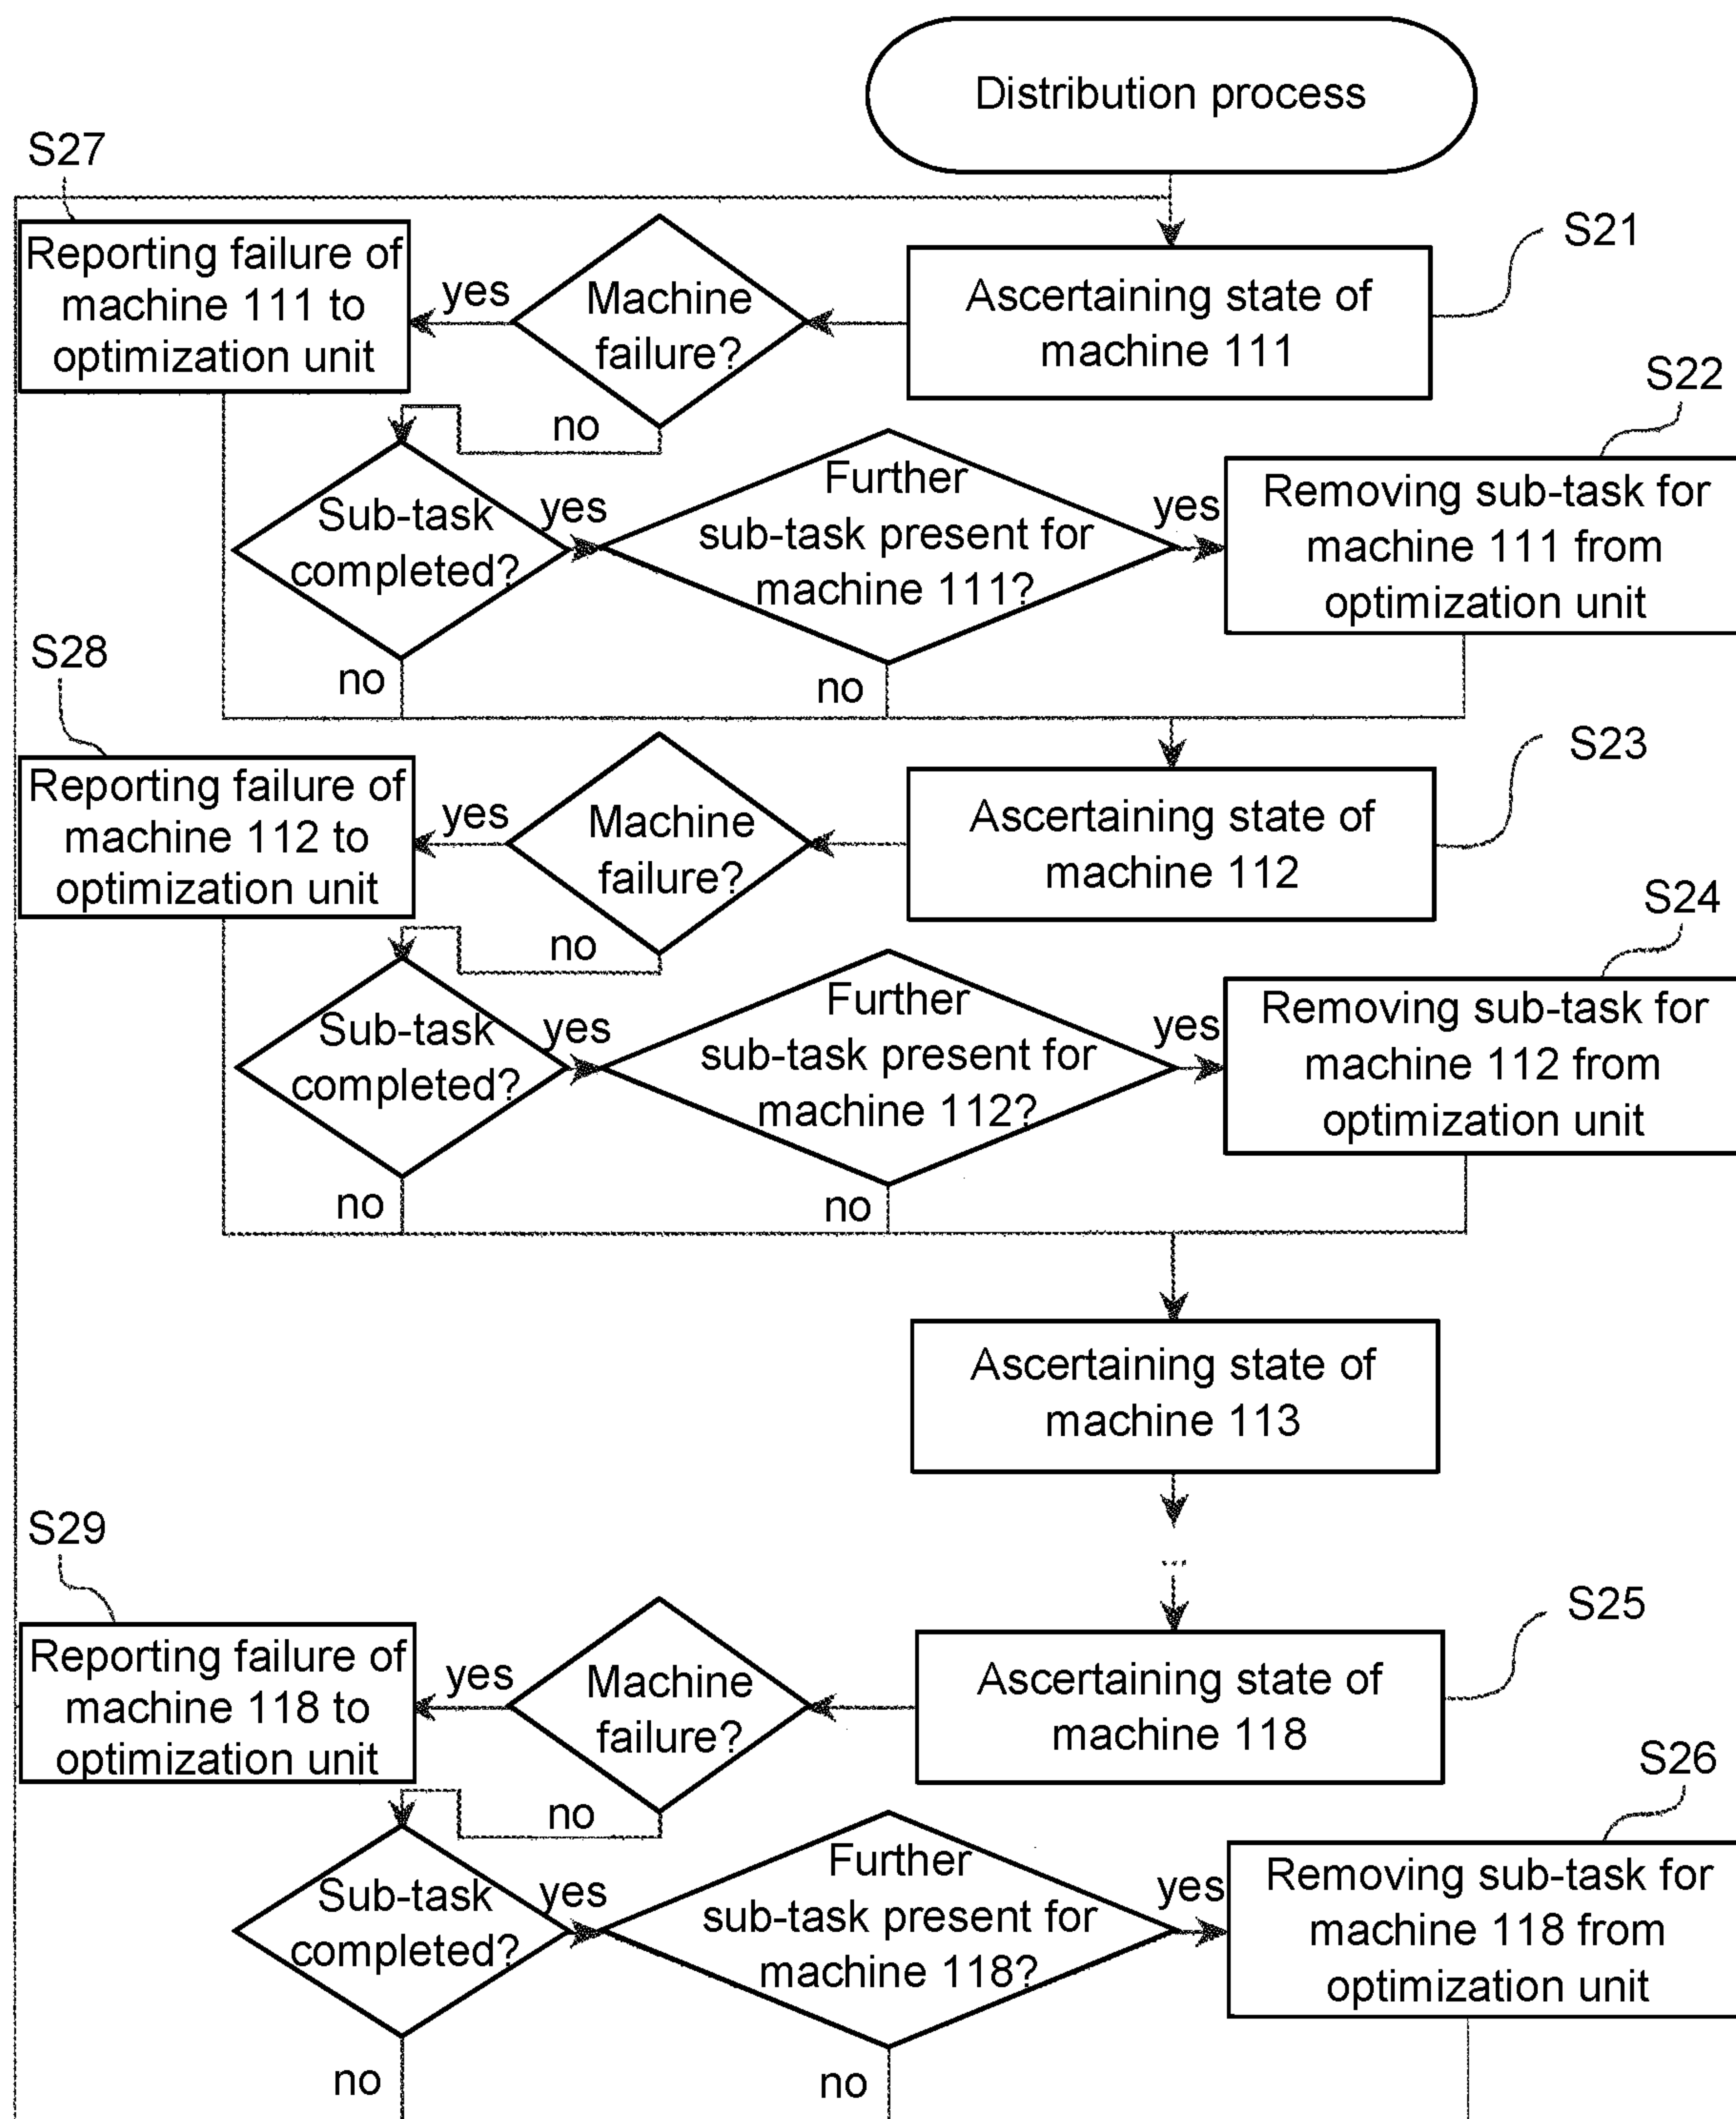 Distribution process
S27
S21
Reporting failure of
machine 111 to
optimization unit
yes
Machine
failure?
Ascertaining state of
machine 111
S22
no
Sub-task
completed?
yes
Further
sub-task present for
machine 111?
yes
Removing sub-task for
machine 111 from
optimization unit
S28
no
no
S23
Reporting failure of
machine 112 to
optimization unit
yes
Machine
failure?
Ascertaining state of
machine 112
S24
no
Sub-task
completed?
yes
Further
sub-task present for
machine 112?
yes
Removing sub-task for
machine 112 from
optimization unit
no
no
Ascertaining state of
machine 113
S29
S25
Reporting failure of
machine 118 to
optimization unit
yes
Machine
failure?
Ascertaining state of
machine 118
S26
no
Sub-task
completed?
yes
Further
sub-task present for
machine 118?
yes
Removing sub-task for
machine 118 from
optimization unit
no
no